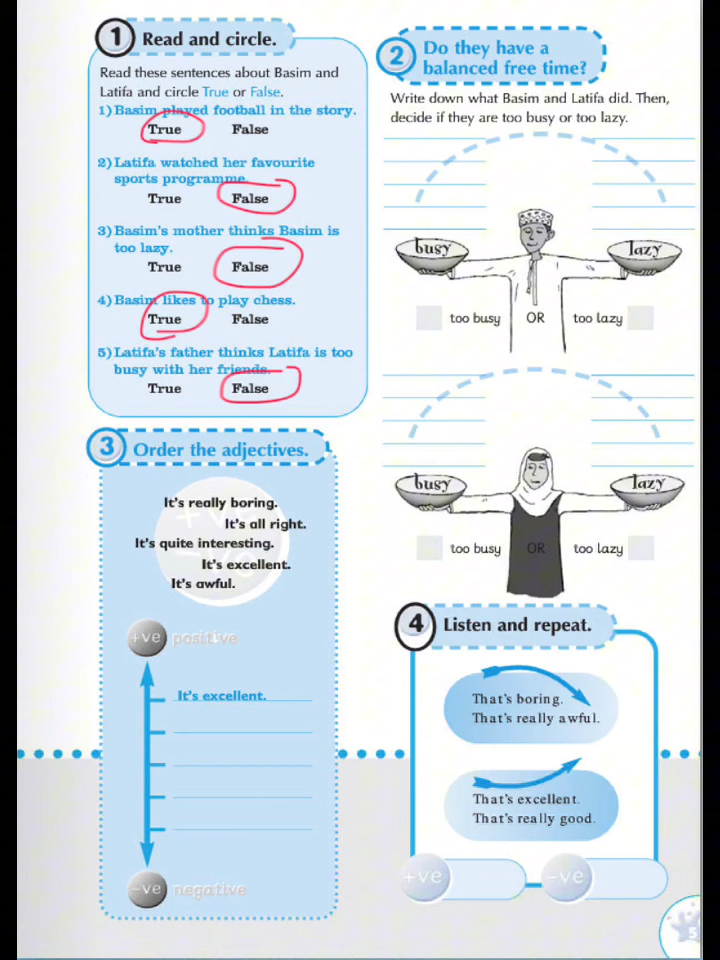 1 Read and circle.
Read these sentences about Basim and
Latifa and circle True or False.
1) Basim played football in the story.
True False
2) Latifa watched her favourite
sports programme.
True False
3) Basim's mother thinks Basim is
too lazy.
True False
4) Basim likes to play chess.
True False
5) Latifa's father thinks Latifa is too
busy with her friends.
True False
2 Do they have a
balanced free time?
Write down what Basim and Latifa did. Then,
decide if they are too busy or too lazy.
busy lazy
too busy OR too lazy
busy lazy
too busy OR too lazy
3 Order the adjectives.
It's really boring.
It's all right.
It's quite interesting.
It's excellent.
It's awful.
+ve positive
It's excellent.
-ve negative
4 Listen and repeat.
That's boring.
That's really awful.
That's excellent.
That's really good.
+ve -ve
5